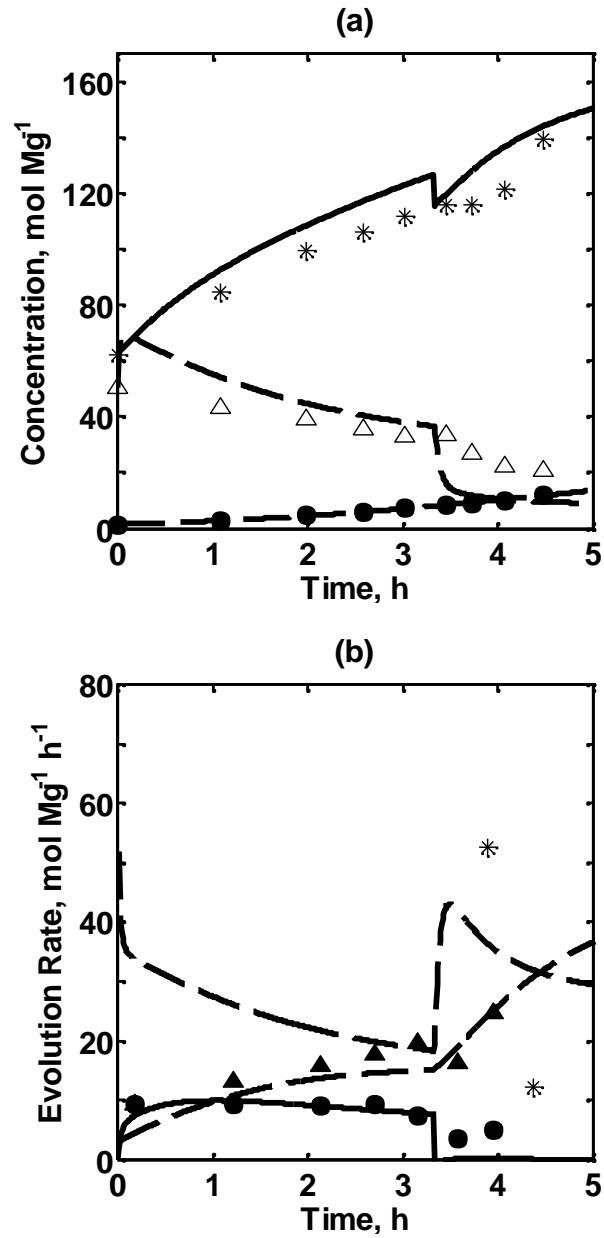 (a)
Concentration, mol Mg⁻¹
160
120
80
40
0
0 1 2 3 4 5
Time, h
(b)
Evolution Rate, mol Mg⁻¹ h⁻¹
80
60
40
20
0
0 1 2 3 4 5
Time, h